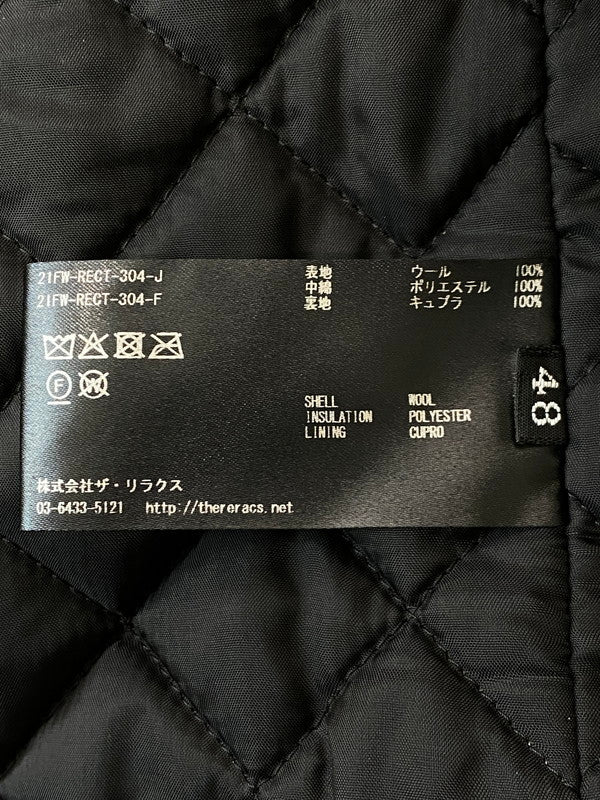 21FW-RECT-304-J
21FW-RECT-304-F
表地 ウール 100%
中綿 ポリエステル 100%
裏地 キュプラ 100%
F W
SHELL WOOL
INSULATION POLYESTER
LINING CUPRO
48
株式会社ザ・リラクス
03-6433-5121 http://thereracs.net